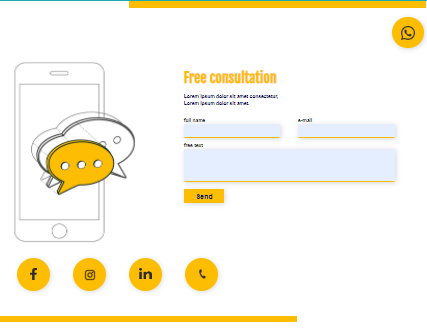 Free consultation
Lorem ipsum dolor sit amet consectetur,
Lorem ipsum dolor sit amet.
full name
e-mail
free text
Send
in